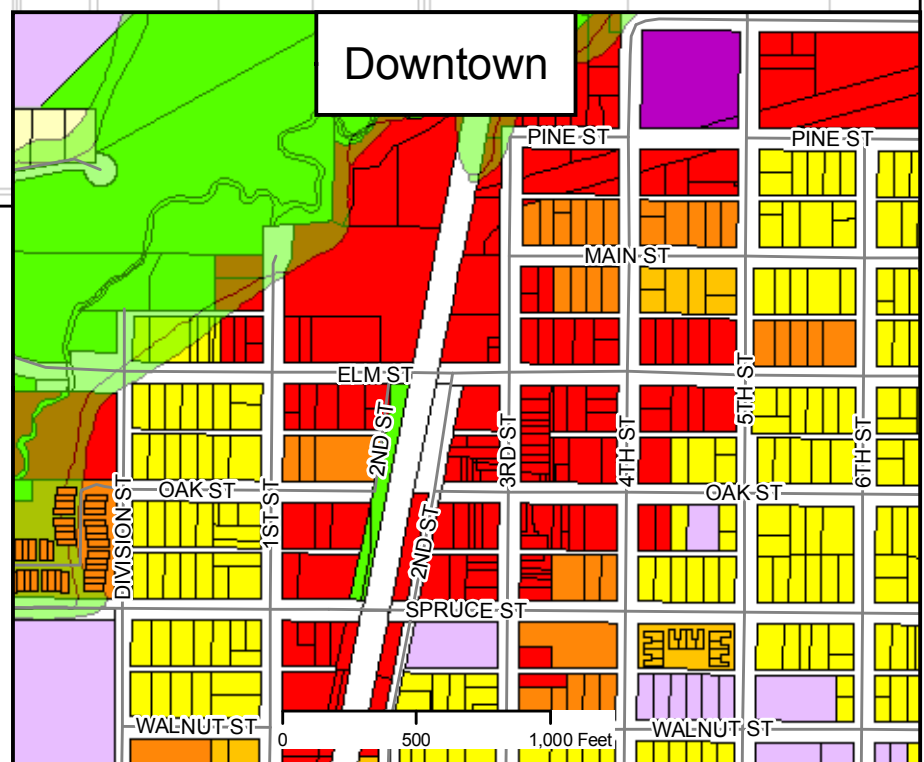 Downtown
PINE ST
PINE ST
MAIN ST
ELM ST
5TH ST
2ND ST
3RD ST
4TH ST
6TH ST
OAK ST
OAK ST
DIVISION ST
1ST ST
2ND ST
SPRUCE ST
WALNUT ST
WALNUT ST
0 500 1,000 Feet